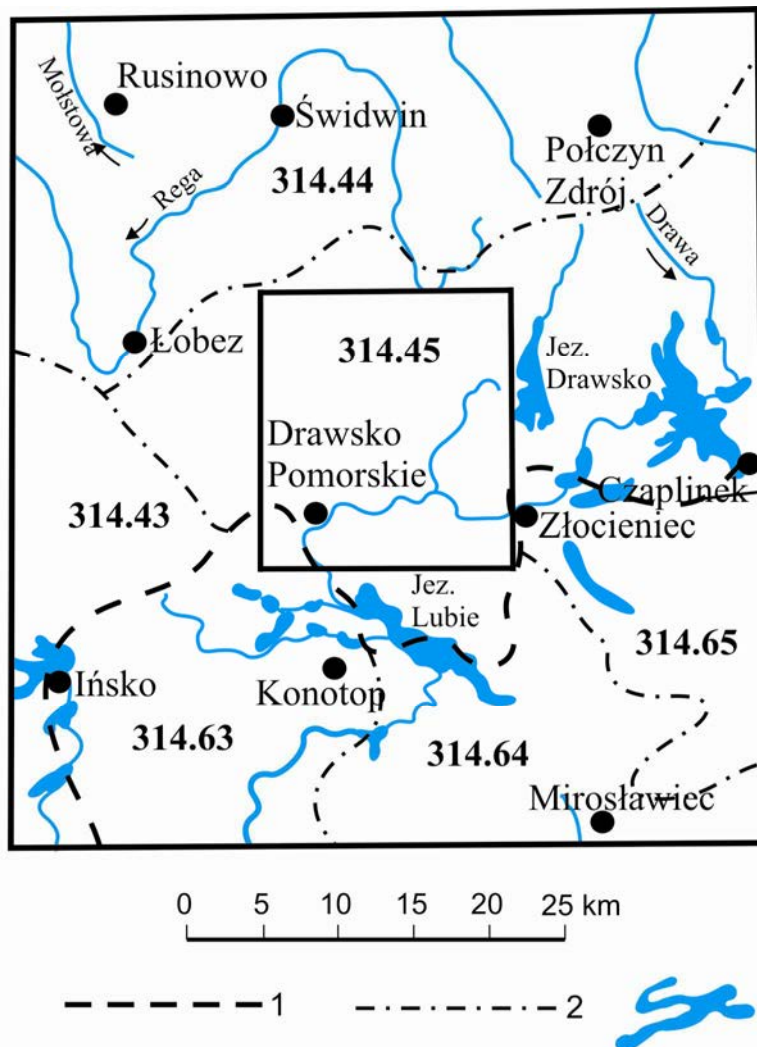 Mołstowa
Rusinowo
Świdwin
Połczyn
Zdrój
314.44
Rega
Drawa
Łobez
314.45
Jez.
Drawsko
Drawsko
Pomorskie
Czaplinek
314.43
Złocieniec
Jez.
Lubie
314.65
Ińsko
Konotop
314.63
314.64
Mirosławiec
0 5 10 15 20 25 km
1 2